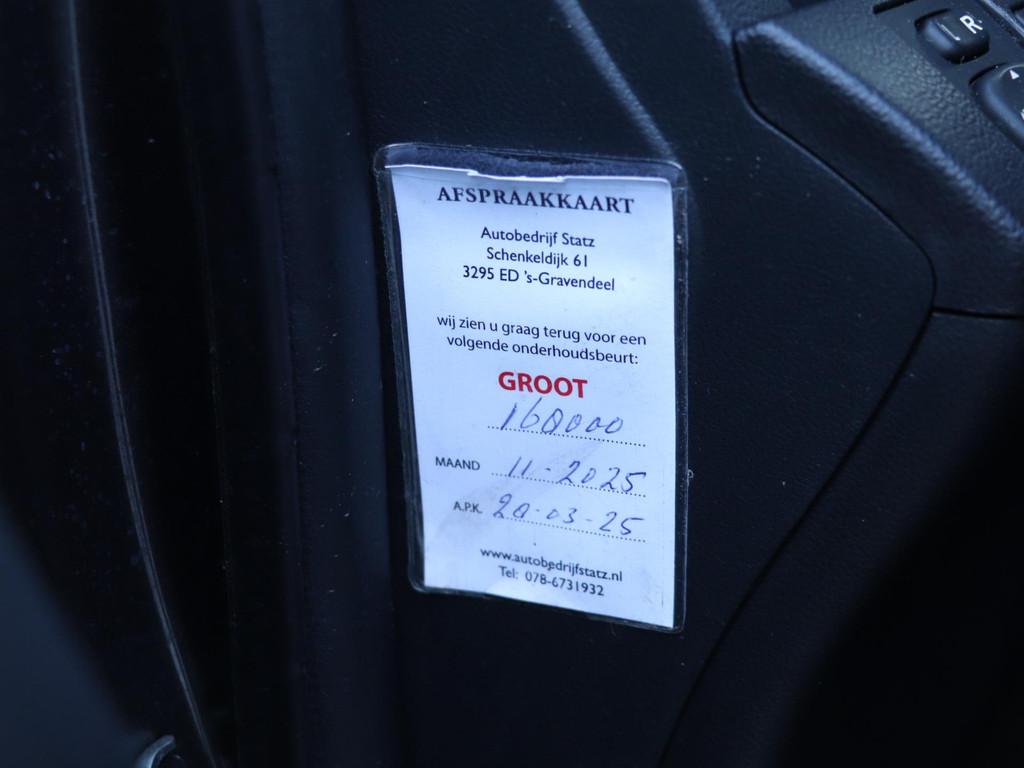 R
AFSPRAAKKAART
Autobedrijf Statz
Schenkeldijk 61
3295 ED 's-Gravendeel
wij zien u graag terug voor een
volgende onderhoudsbeurt:
GROOT
160000
MAAND 11-2025
A.P.K. 20-03-25
www.autobedrijfstatz.nl
Tel: 078-6731932